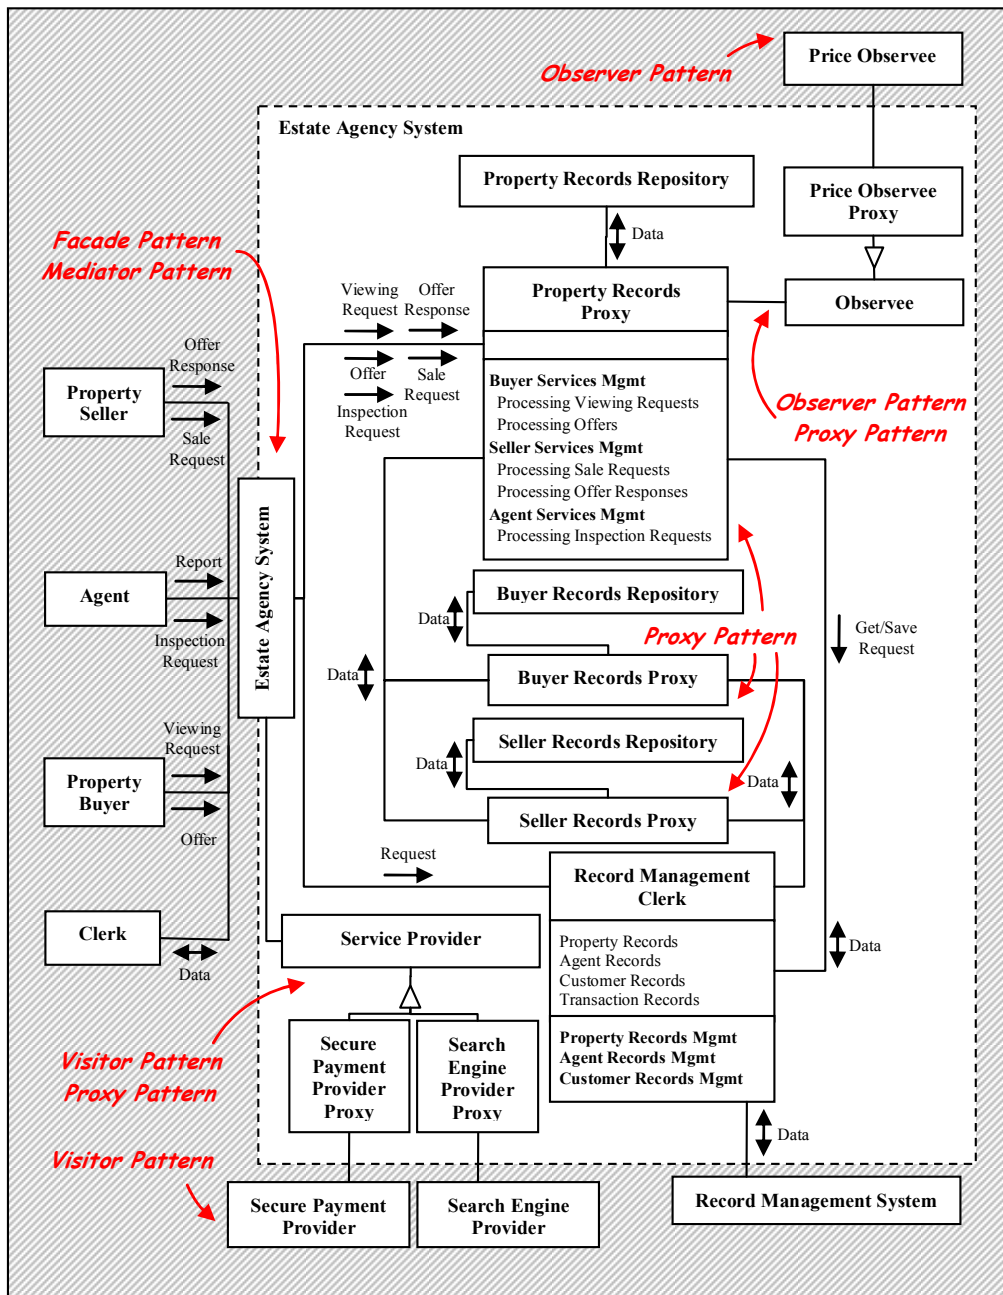 Observer Pattern
Price Observee
Estate Agency System
Property Records Repository
Price Observee
Proxy
Data
Facade Pattern
Mediator Pattern
Viewing
Request
Offer
Response
Property Records
Proxy
Observee
Offer
Response
Property
Seller
Sale
Request
Offer
Sale
Request
Inspection
Request
Buyer Services Mgmt
Processing Viewing Requests
Processing Offers
Seller Services Mgmt
Processing Sale Requests
Processing Offer Responses
Agent Services Mgmt
Processing Inspection Requests
Observer Pattern
Proxy Pattern
Estate Agency System
Report
Agent
Inspection
Request
Buyer Records Repository
Data
Proxy Pattern
Get/Save
Request
Data
Buyer Records Proxy
Seller Records Repository
Data
Data
Seller Records Proxy
Viewing
Request
Property
Buyer
Offer
Request
Record Management
Clerk
Clerk
Data
Service Provider
Property Records
Agent Records
Customer Records
Transaction Records
Data
Property Records Mgmt
Agent Records Mgmt
Customer Records Mgmt
Visitor Pattern
Proxy Pattern
Secure
Payment
Provider
Proxy
Search
Engine
Provider
Proxy
Data
Visitor Pattern
Secure Payment
Provider
Search Engine
Provider
Record Management System